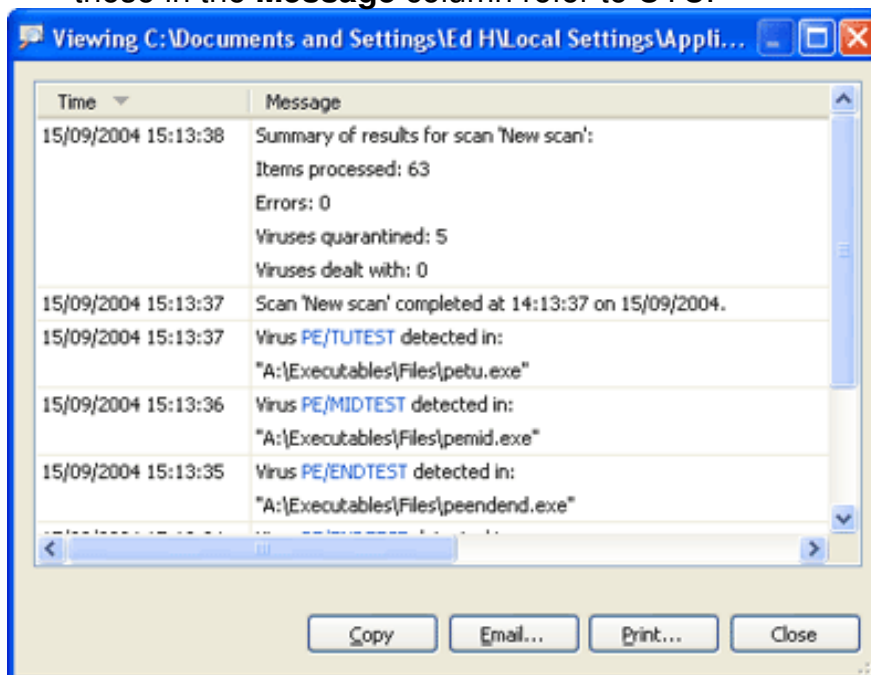 Message
Viewing C:\Documents and Settings\Ed H\Local Settings\Appli...
Time Message
15/09/2004 15:13:38 Summary of results for scan 'New scan':
Items processed: 63
Errors: 0
Viruses quarantined: 5
Viruses dealt with: 0
15/09/2004 15:13:37 Scan 'New scan' completed at 14:13:37 on 15/09/2004.
15/09/2004 15:13:37 Virus PE/TUTEST detected in:
"A:\Executables\Files\petu.exe"
15/09/2004 15:13:36 Virus PE/MIDTEST detected in:
"A:\Executables\Files\pemid.exe"
15/09/2004 15:13:35 Virus PE/ENDTEST detected in:
"A:\Executables\Files\peendend.exe"
Copy Email... Print... Close